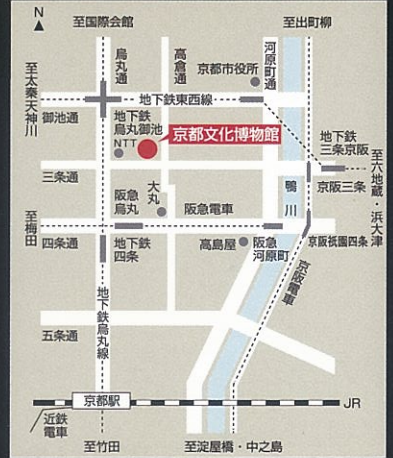 N
至国際会館
至出町柳
烏丸通
高倉通
河原町通
京都市役所
至太秦天神川
地下鉄東西線
御池通
地下鉄
烏丸御池
NTT
京都文化博物館
地下鉄
三条京阪
三条通
京阪三条
至六地蔵・浜大津
大丸
鴨川
阪急
烏丸
阪急電車
至梅田
四条通
地下鉄
四条
高島屋
阪急
河原町
京阪祇園四条
京阪電車
地下鉄烏丸線
五条通
京都駅
JR
近鉄
電車
至竹田
至淀屋橋・中之島